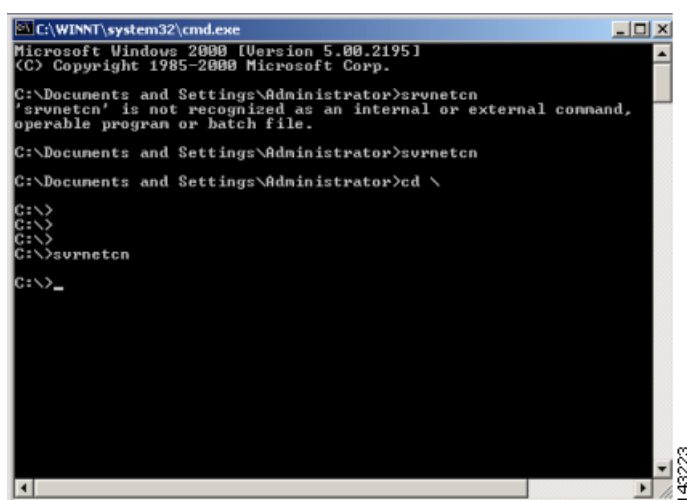 C:\WINNT\system32\cmd.exe
Microsoft Windows 2000 [Version 5.00.2195]
(C) Copyright 1985-2000 Microsoft Corp.
C:\Documents and Settings\Administrator>srvnetcn
'srvnetcn' is not recognized as an internal or external command,
operable program or batch file.
C:\Documents and Settings\Administrator>svrnetcn
C:\Documents and Settings\Administrator>cd \
C:\>
C:\>
C:\>
C:\>svrnetcn
C:\>_
143223